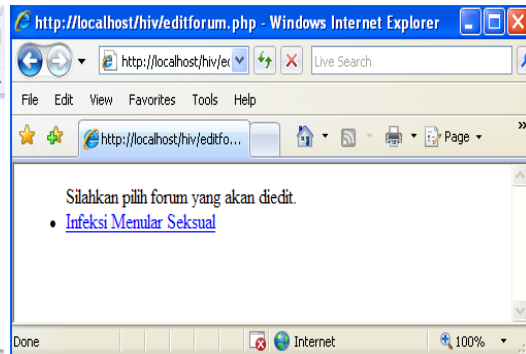 http://localhost/hiv/editforum.php - Windows Internet Explorer
http://localhost/hiv/ec
Live Search
File Edit View Favorites Tools Help
http://localhost/hiv/editfo...
Page
Silahkan pilih forum yang akan diedit.
Infeksi Menular Seksual
Done
Internet
100%